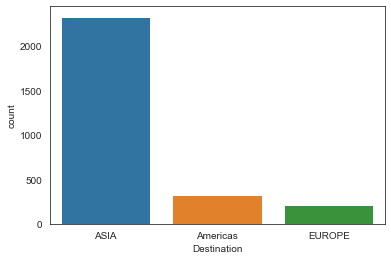 2000
1500
1000
500
0
count
ASIA
Americas
EUROPE
Destination